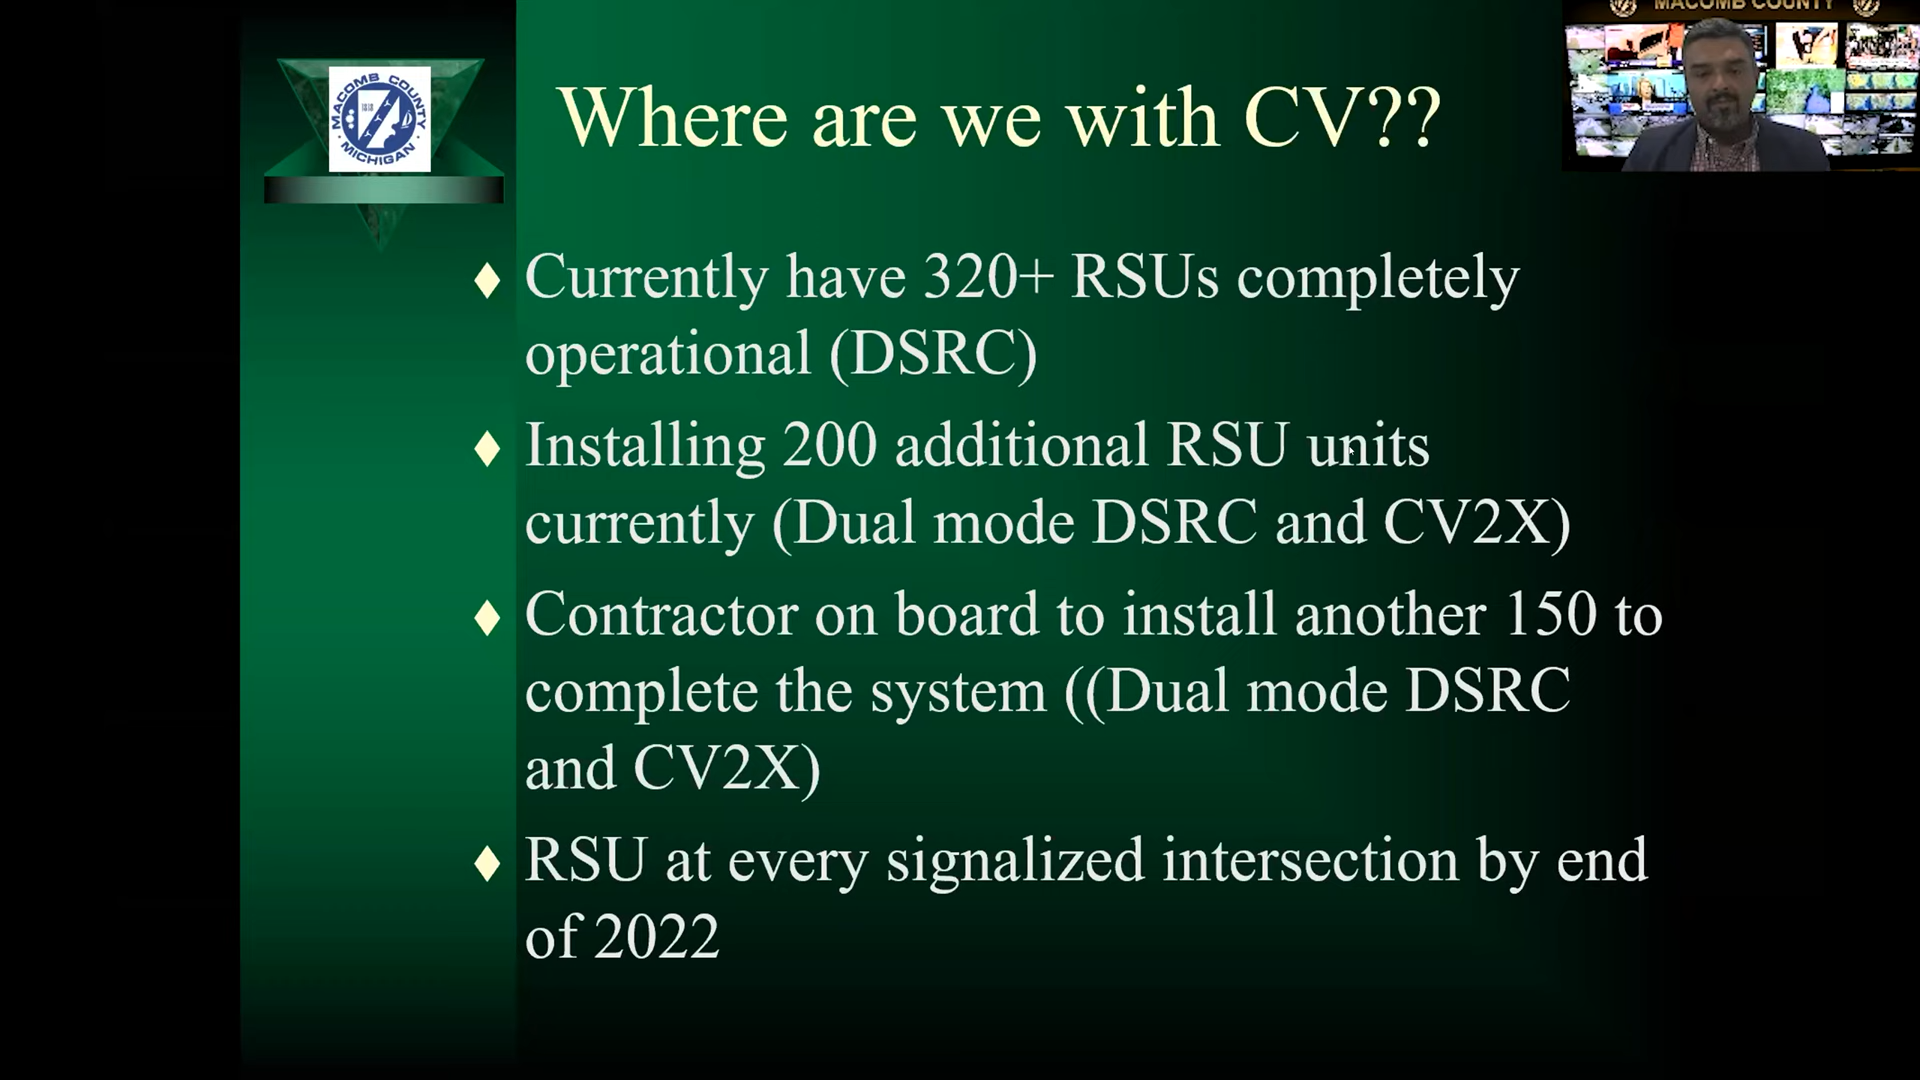 MACOMB COUNTY
MACOMB COUNTY
1818
MICHIGAN
Where are we with CV??
Currently have 320+ RSUs completely
operational (DSRC)
Installing 200 additional RSU units
currently (Dual mode DSRC and CV2X)
Contractor on board to install another 150 to
complete the system ((Dual mode DSRC
and CV2X)
RSU at every signalized intersection by end
of 2022